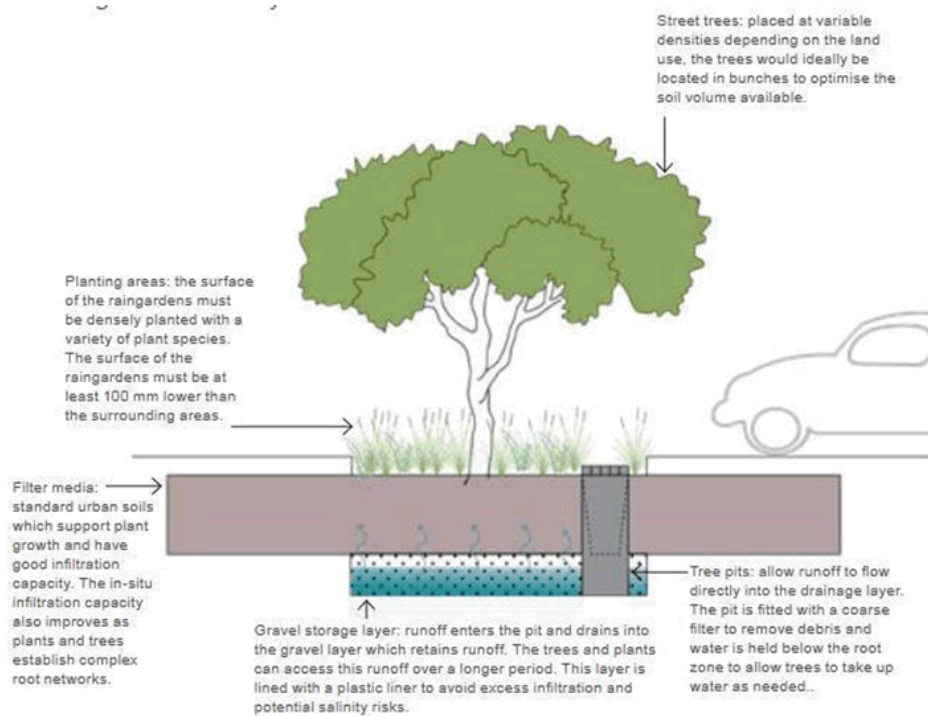 Street trees: placed at variable
densities depending on the land
use, the trees would ideally be
located in bunches to optimise the
soil volume available.
Planting areas: the surface
of the raingardens must
be densely planted with a
variety of plant species.
The surface of the
raingardens must be at
least 100 mm lower than
the surrounding areas.
Filter media:
standard urban soils
which support plant
growth and have
good infiltration
capacity. The in-situ
infiltration capacity
also improves as
plants and trees
establish complex
root networks.
Gravel storage layer: runoff enters the pit and drains into
the gravel layer which retains runoff. The trees and plants
can access this runoff over a longer period. This layer is
lined with a plastic liner to avoid excess infiltration and
potential salinity risks.
Tree pits: allow runoff to flow
directly into the drainage layer.
The pit is fitted with a coarse
filter to remove debris and
water is held below the root
zone to allow trees to take up
water as needed..